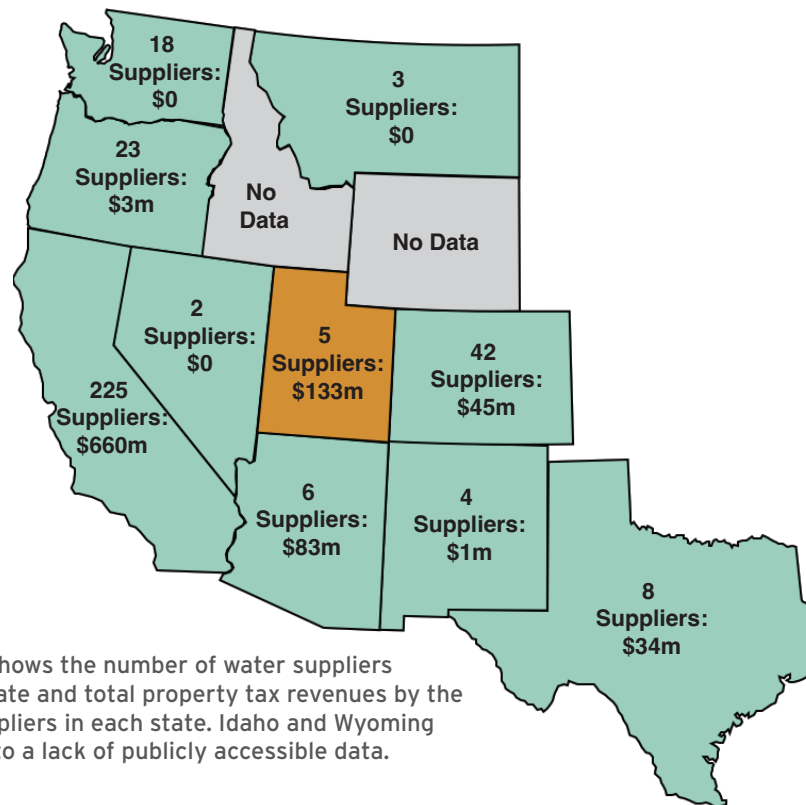 18
Suppliers:
$0
3
Suppliers:
$0
23
Suppliers:
$3m
No
Data
No Data
2
Suppliers:
$0
5
Suppliers:
$133m
42
Suppliers:
$45m
225
Suppliers:
$660m
6
Suppliers:
$83m
4
Suppliers:
$1m
8
Suppliers:
$34m
hows the number of water suppliers
ate and total property tax revenues by the
pliers in each state. Idaho and Wyoming
to a lack of publicly accessible data.